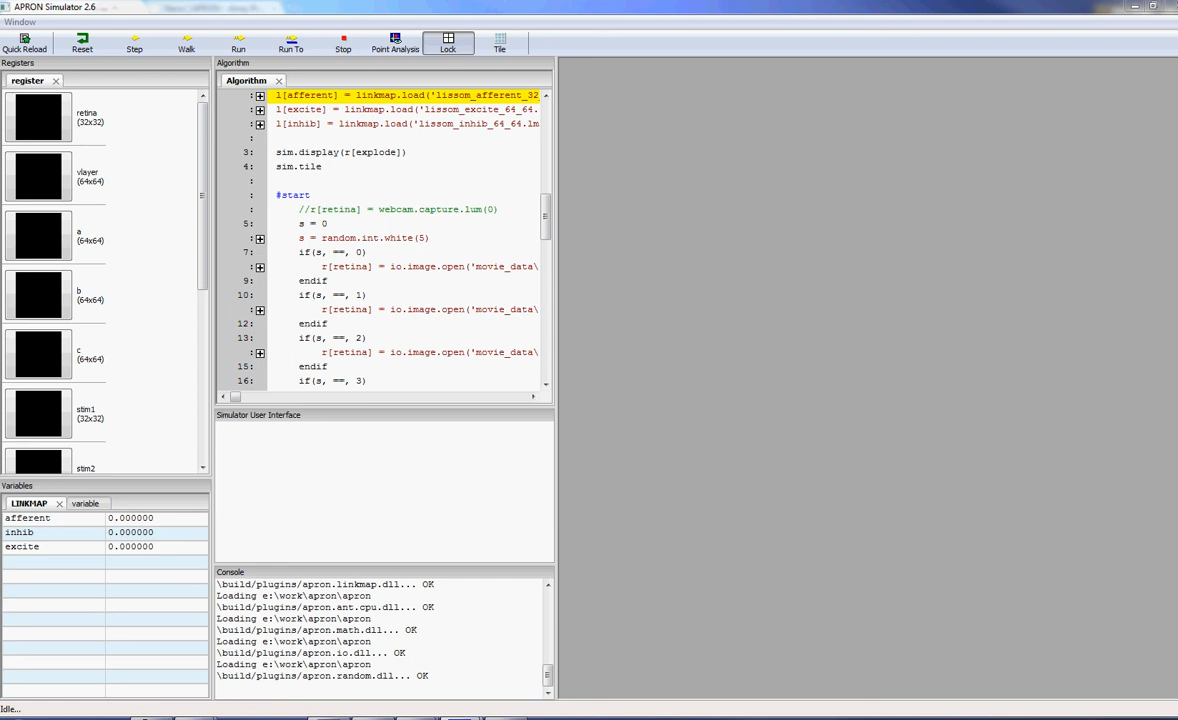 APRON Simulator 2.6
Window
Quick Reload Reset Step Walk Run Run To Stop Point Analysis Lock Tile
Registers
register
retina
(32x32)
vlayer
(64x64)
a
(64x64)
b
(64x64)
c
(64x64)
stim1
(32x32)
stim2
Variables
LINKMAP variable
afferent 0.000000
inhib 0.000000
excite 0.000000
Algorithm
Algorithm
: l[afferent] = linkmap.load('lissom_afferent_32_
: l[excite] = linkmap.load('lissom_excite_64_64.
: l[inhib] = linkmap.load('lissom_inhib_64_64.lm
:
3: sim.display(r[explode])
4: sim.tile
:
: #start
: //r[retina] = webcam.capture.lum(0)
5: s = 0
: s = random.int.white(5)
7: if(s, ==, 0)
: r[retina] = io.image.open('movie_data\
9: endif
10: if(s, ==, 1)
: r[retina] = io.image.open('movie_data\
12: endif
13: if(s, ==, 2)
: r[retina] = io.image.open('movie_data\
15: endif
16: if(s, ==, 3)
Simulator User Interface
Console
\build/plugins/apron.linkmap.dll... OK
Loading e:\work\apron\apron
\build/plugins/apron.ant.cpu.dll... OK
Loading e:\work\apron\apron
\build/plugins/apron.math.dll... OK
Loading e:\work\apron\apron
\build/plugins/apron.io.dll... OK
Loading e:\work\apron\apron
\build/plugins/apron.random.dll... OK
Idle...